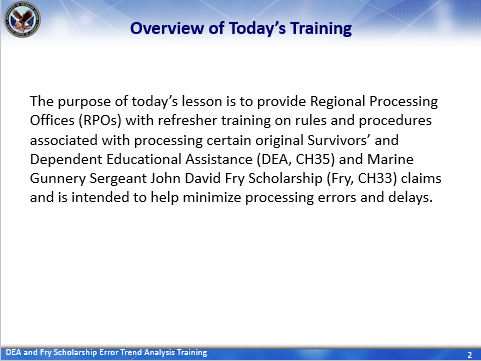 Overview of Today's Training
The purpose of today's lesson is to provide Regional Processing
Offices (RPOs) with refresher training on rules and procedures
associated with processing certain original Survivors' and
Dependent Educational Assistance (DEA, CH35) and Marine
Gunnery Sergeant John David Fry Scholarship (Fry, CH33) claims
and is intended to help minimize processing errors and delays.
DEA and Fry Scholarship Error Trend Analysis Training
2